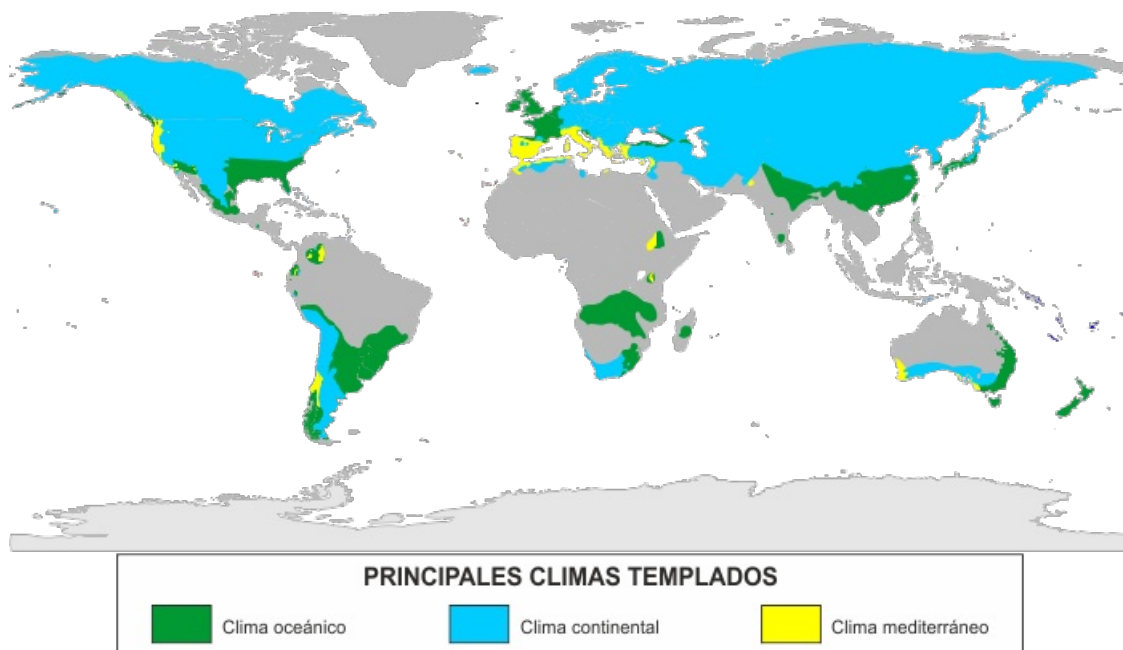 PRINCIPALES CLIMAS TEMPLADOS
Clima oceánico
Clima continental
Clima mediterráneo